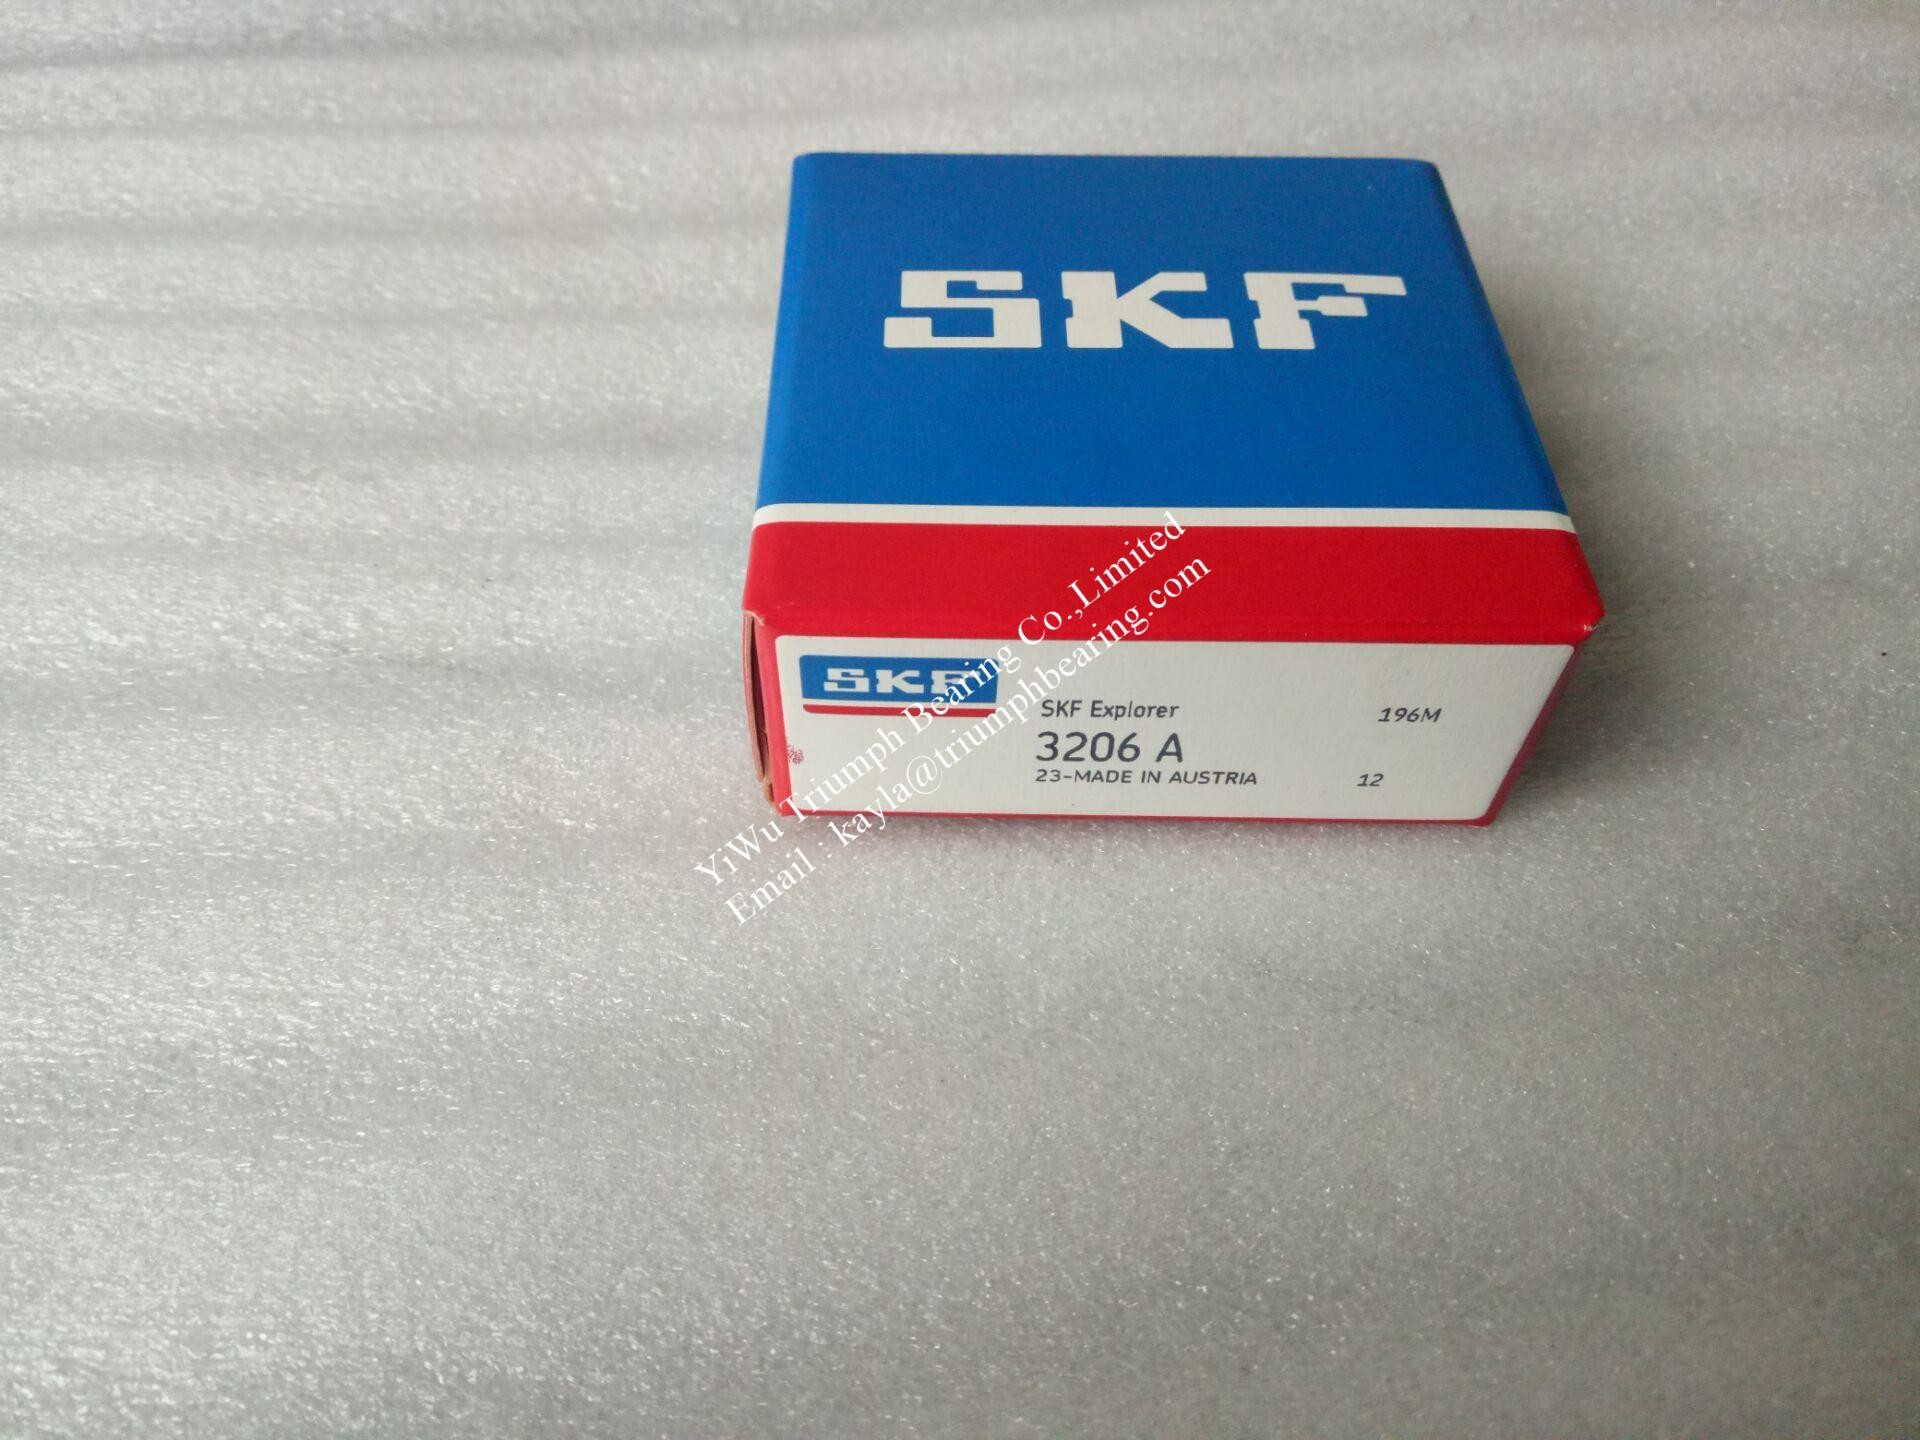 SKF
SKF
SKF Explorer 196M
3206 A
23-MADE IN AUSTRIA 12
YiWu Triumph Bearing Co.,Limited
Email : kayla@triumphbearing.com